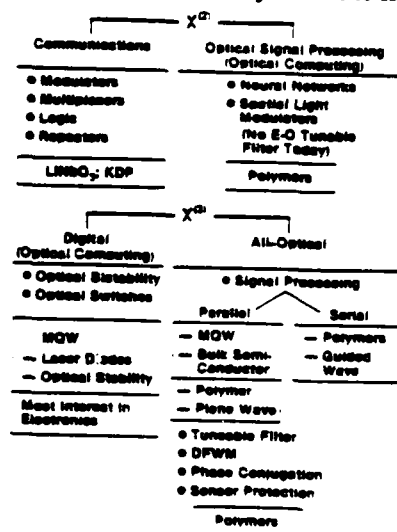 χ(2)
Communications
● Modulators
● Multiplexers
● Logic
● Repeaters
LiNbO3; KDP
Optical Signal Processing
(Optical Computing)
● Neural Networks
● Spatial Light
Modulators
(No E-O Tunable
Filter Today)
Polymers
χ(3)
Digital
(Optical Computing)
● Optical Bistability
● Optical Switches
MQW
— Laser Diodes
— Optical Stability
Most Interest in
Electronics
All-Optical
● Signal Processing
Parallel
— MQW
— Bulk Semi-
Conductor
— Polymer
— Plane Wave
● Tuneable Filter
● DFWM
● Phase Conjugation
● Sensor Protection
Polymers
Serial
— Polymers
— Guided
Wave